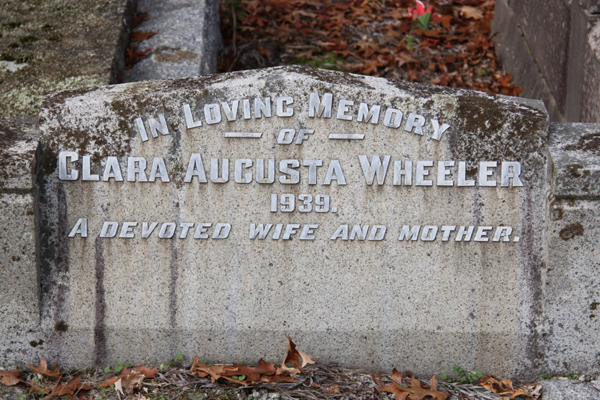 In Loving Memory
of
Clara Augusta Wheeler
1939.
A devoted wife and mother.